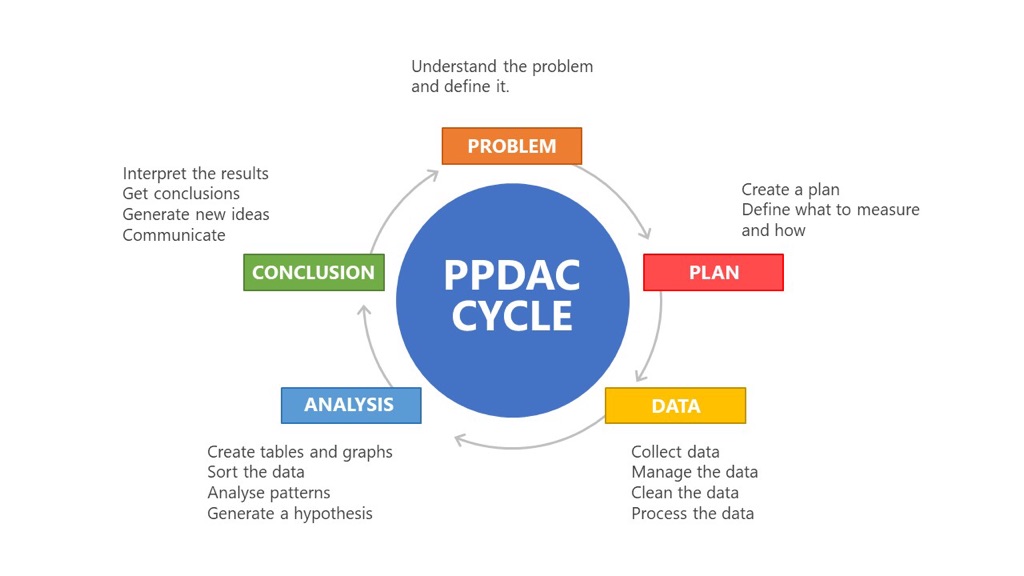 Understand the problem
and define it.
PROBLEM
Create a plan
Define what to measure
and how
PLAN
DATA
Collect data
Manage the data
Clean the data
Process the data
ANALYSIS
Create tables and graphs
Sort the data
Analyse patterns
Generate a hypothesis
Interpret the results
Get conclusions
Generate new ideas
Communicate
CONCLUSION
PPDAC
CYCLE